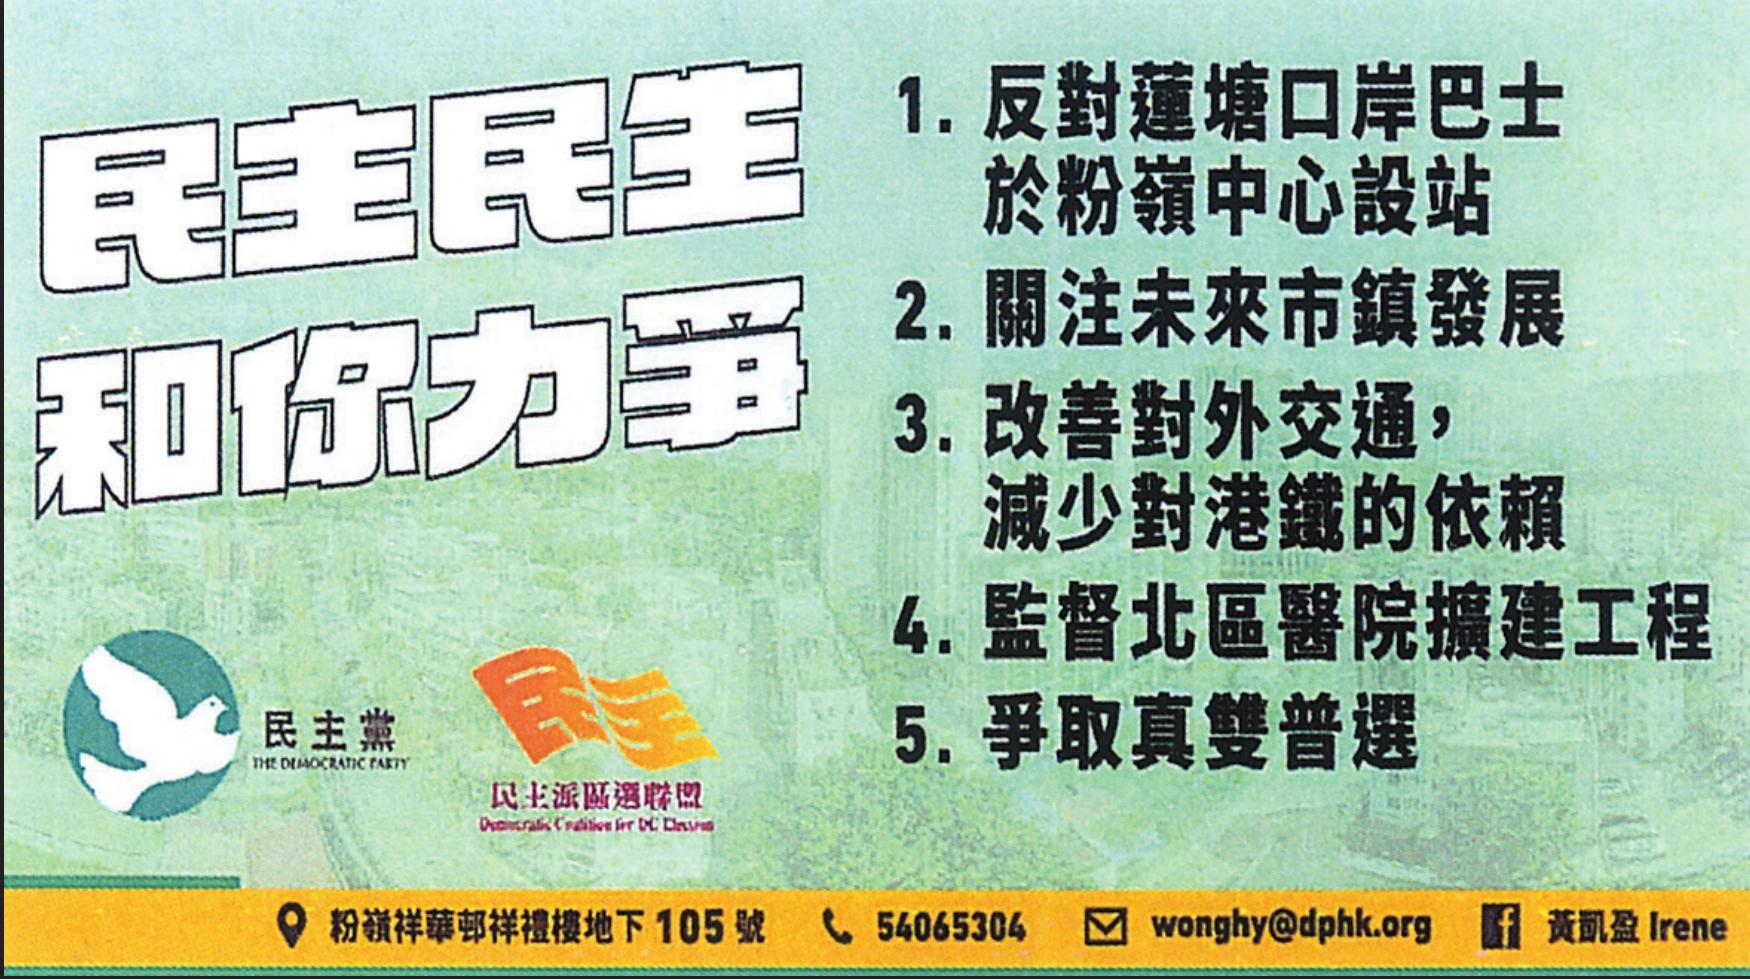 民主民生
和你力爭
1. 反對蓮塘口岸巴士
於粉嶺中心設站
2. 關注未來市鎮發展
3. 改善對外交通，
減少對港鐵的依賴
4. 監督北區醫院擴建工程
5. 爭取真雙普選
民主黨
THE DEMOCRATIC PARTY
民主
民主派區選聯盟
Democratic Coalition for DC Election
粉嶺祥華邨祥禮樓地下 105 號
54065304
wonghy@dphk.org
黃凱盈 Irene